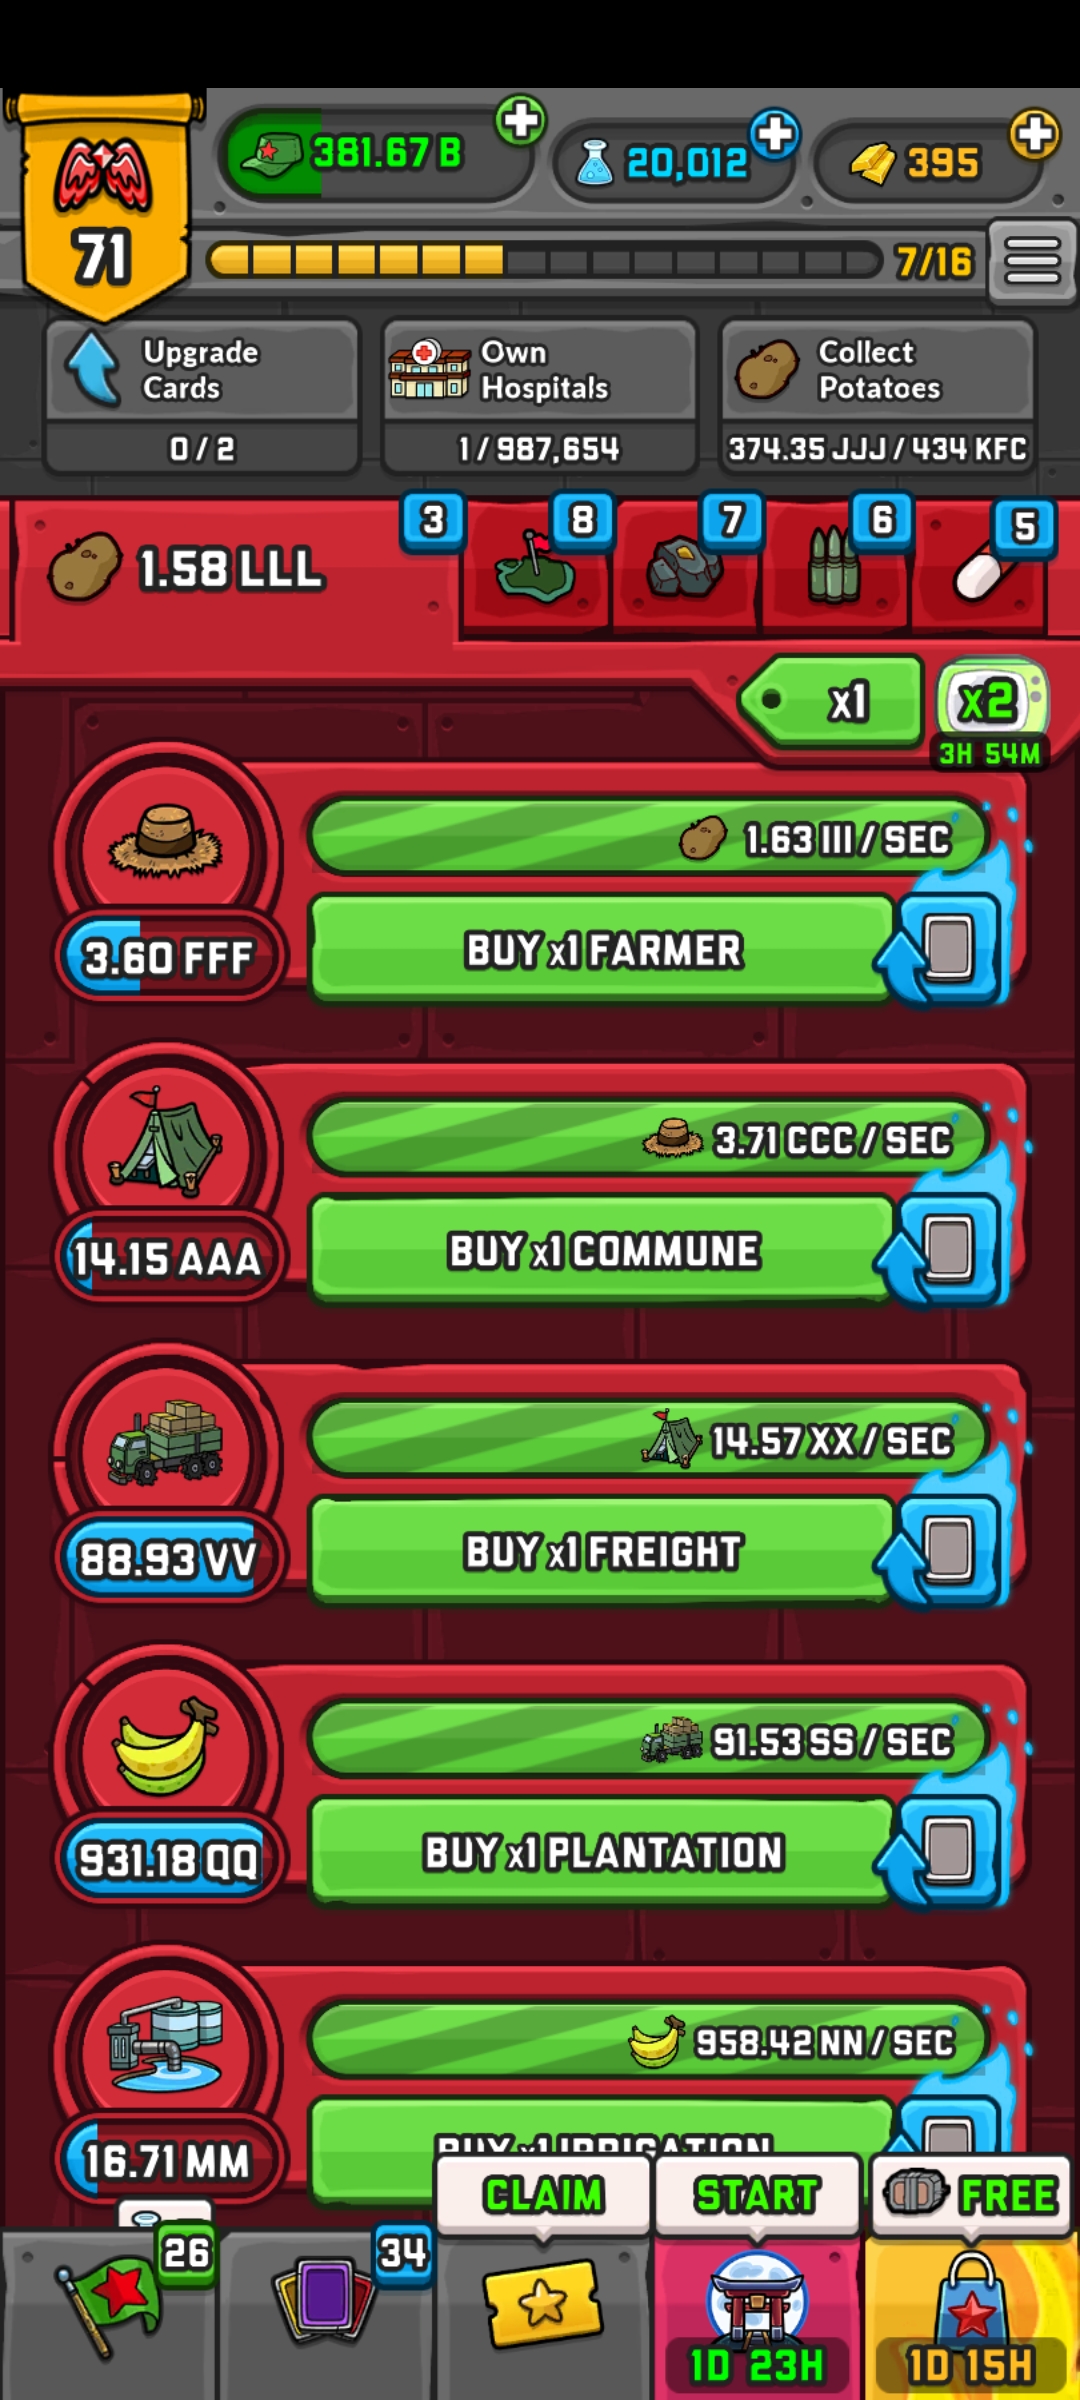 381.67 B
20,012
395
71
7/16
Upgrade
Cards
0 / 2
Own
Hospitals
1 / 987,654
Collect
Potatoes
374.35 JJJ / 434 KFC
1.58 LLL
3
8
7
6
5
x1
x2
3H 54M
1.63 III / SEC
3.60 FFF
BUY x1 FARMER
3.71 CCC / SEC
14.15 AAA
BUY x1 COMMUNE
14.57 XX / SEC
88.93 VV
BUY x1 FREIGHT
91.53 SS / SEC
931.18 QQ
BUY x1 PLANTATION
958.42 NN / SEC
16.71 MM
BUY x1 IRRIGATION
CLAIM
START
FREE
26
34
1D 23H
1D 15H